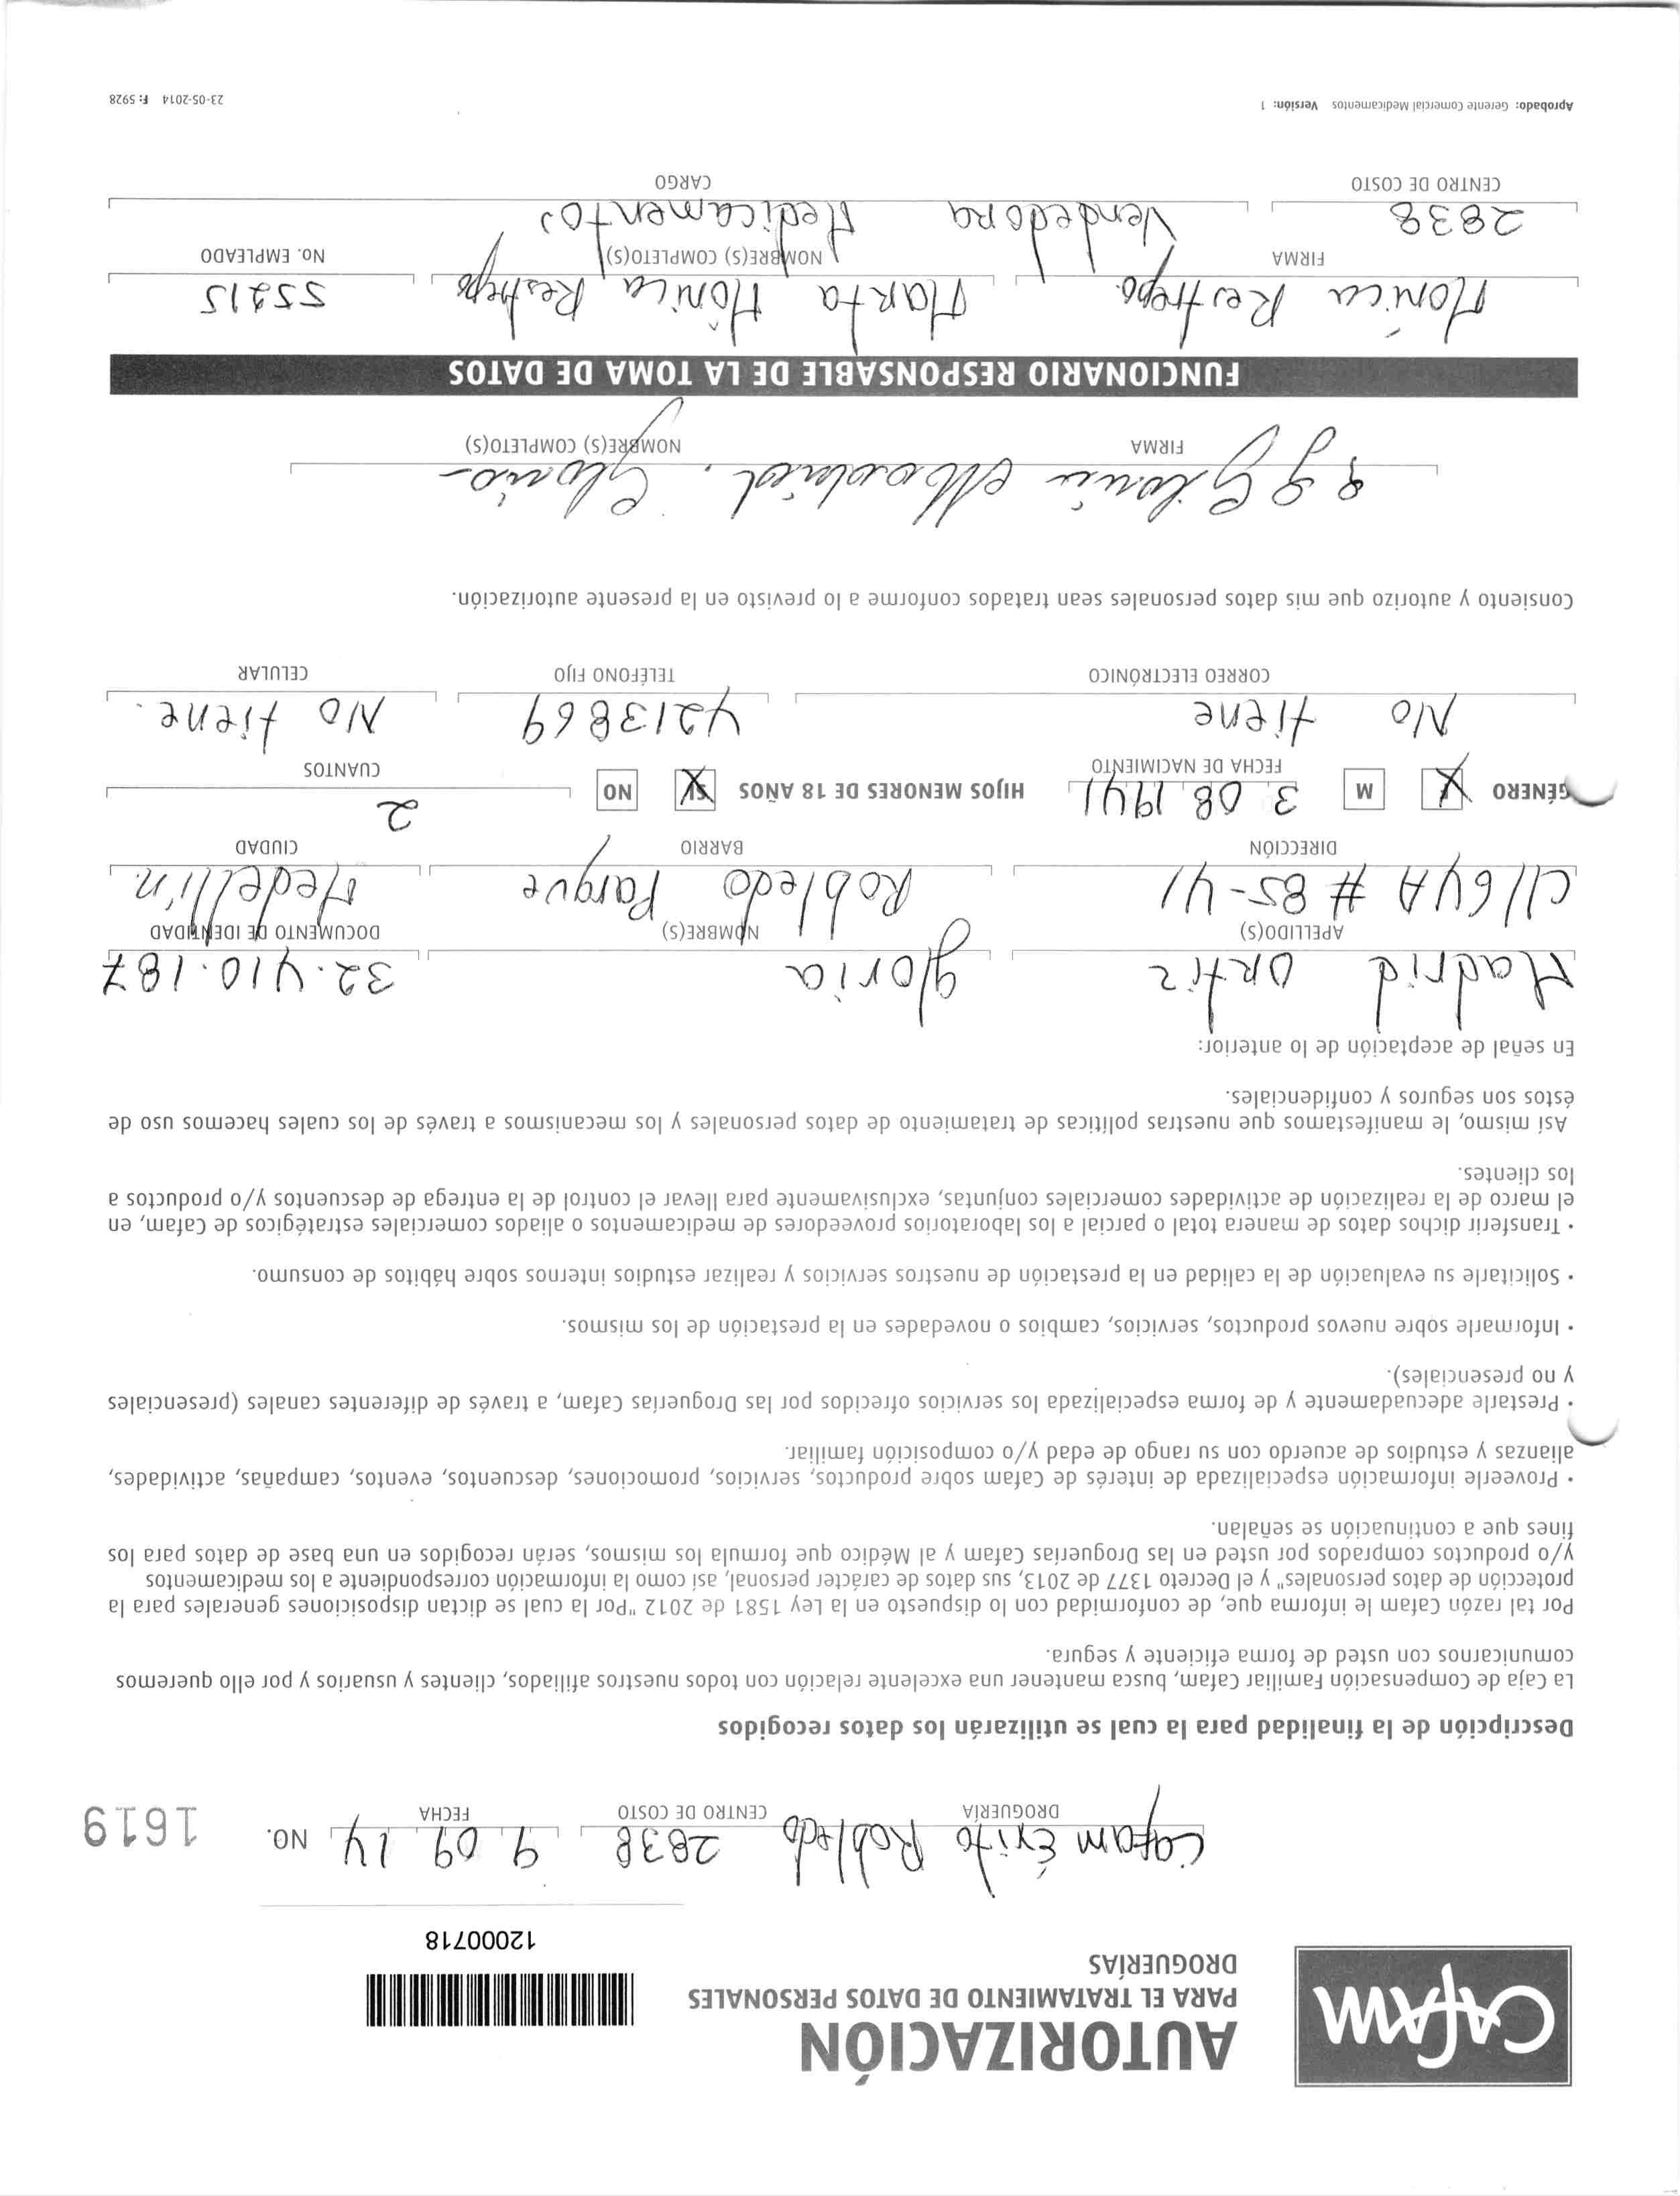 Cafam
AUTORIZACIÓN
PARA EL TRATAMIENTO DE DATOS PERSONALES
DROGUERÍAS
12000718
Cafam Éxito Robledo 2838 9 09 14 NO. 1619
DROGUERÍA CENTRO DE COSTO FECHA
Descripción de la finalidad para la cual se utilizarán los datos recogidos
La Caja de Compensación Familiar Cafam, busca mantener una excelente relación con todos nuestros afiliados, clientes y usuarios y por ello queremos
comunicarnos con usted de forma eficiente y segura.
Por tal razón Cafam le informa que, de conformidad con lo dispuesto en la Ley 1581 de 2012 "Por la cual se dictan disposiciones generales para la
protección de datos personales" y el Decreto 1377 de 2013, sus datos de carácter personal, así como la información correspondiente a los medicamentos
y/o productos comprados por usted en las Droguerías Cafam y al Médico que formula los mismos, serán recogidos en una base de datos para los
fines que a continuación se señalan.
• Proveerle información especializada de interés de Cafam sobre productos, servicios, promociones, descuentos, eventos, campañas, actividades,
alianzas y estudios de acuerdo con su rango de edad y/o composición familiar.
• Prestarle adecuadamente y de forma especializada los servicios ofrecidos por las Droguerías Cafam, a través de diferentes canales (presenciales
y no presenciales).
• Informarle sobre nuevos productos, servicios, cambios o novedades en la prestación de los mismos.
• Solicitarle su evaluación de la calidad en la prestación de nuestros servicios y realizar estudios internos sobre hábitos de consumo.
• Transferir dichos datos de manera total o parcial a los laboratorios proveedores de medicamentos o aliados comerciales estratégicos de Cafam, en
el marco de la realización de actividades comerciales conjuntas, exclusivamente para llevar el control de la entrega de descuentos y/o productos a
los clientes.
Así mismo, le manifestamos que nuestras políticas de tratamiento de datos personales y los mecanismos a través de los cuales hacemos uso de
éstos son seguros y confidenciales.
En señal de aceptación de lo anterior:
Madrid Ortiz gloria 32.410.187
APELLIDO(S) NOMBRE(S) DOCUMENTO DE IDENTIDAD
Cll 64A # 85-41 Robledo Parque Medellín
DIRECCIÓN BARRIO CIUDAD
GÉNERO F X M 3 08 1941 HIJOS MENORES DE 18 AÑOS SI X NO 2
FECHA DE NACIMIENTO CUANTOS
No tiene 4213869 No tiene.
CORREO ELECTRÓNICO TELÉFONO FIJO CELULAR
Consiento y autorizo que mis datos personales sean tratados conforme a lo previsto en la presente autorización.
Gloria Madrid. Gloria
FIRMA NOMBRE(S) COMPLETO(S)
FUNCIONARIO RESPONSABLE DE LA TOMA DE DATOS
Mónica Restrepo. Marta Mónica Restrepo 55215
FIRMA NOMBRE(S) COMPLETO(S) No. EMPLEADO
2838 Vendedora Medicamentos
CENTRO DE COSTO CARGO
Aprobado: Gerente Comercial Medicamentos Versión: 1 23-05-2014 F: 5928